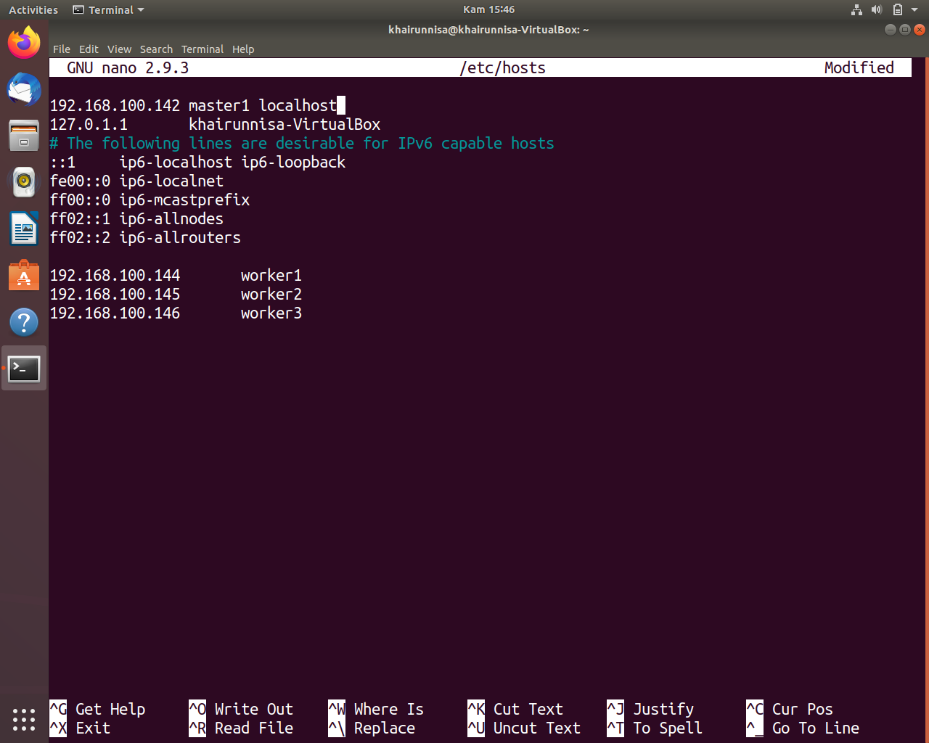 Activities Terminal Kam 15:46
khairunnisa@khairunnisa-VirtualBox: ~
File Edit View Search Terminal Help
GNU nano 2.9.3 /etc/hosts Modified
192.168.100.142 master1 localhost
127.0.1.1 khairunnisa-VirtualBox
# The following lines are desirable for IPv6 capable hosts
::1 ip6-localhost ip6-loopback
fe00::0 ip6-localnet
ff00::0 ip6-mcastprefix
ff02::1 ip6-allnodes
ff02::2 ip6-allrouters
192.168.100.144 worker1
192.168.100.145 worker2
192.168.100.146 worker3
^G Get Help ^O Write Out ^W Where Is ^K Cut Text ^J Justify ^C Cur Pos
^X Exit ^R Read File ^\ Replace ^U Uncut Text ^T To Spell ^_ Go To Line